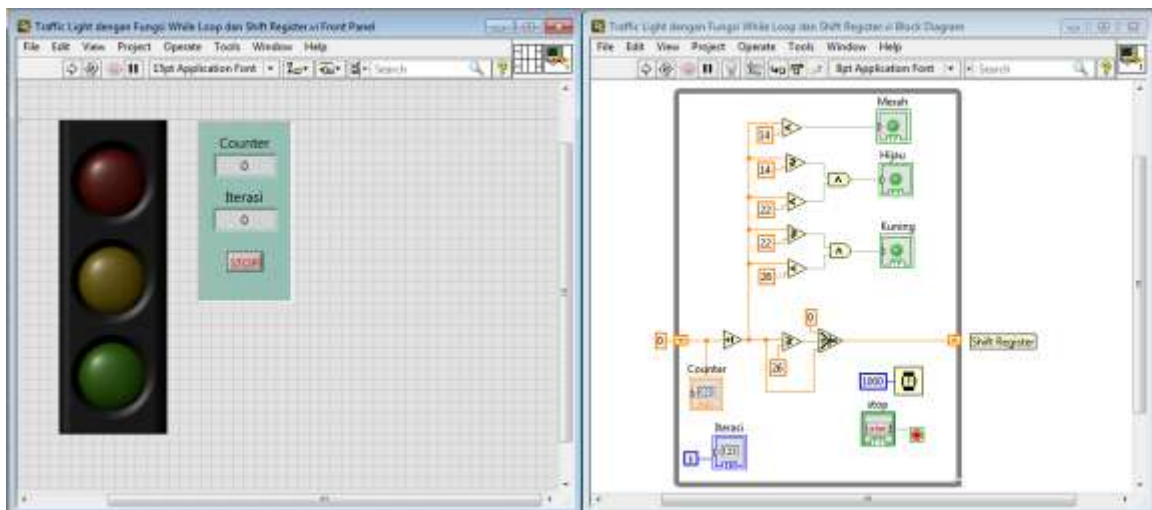 Traffic Light dengan Fungsi While Loop dan Shift Register.vi Front Panel
File Edit View Project Operate Tools Window Help
13pt Application Font
Search
Counter
0
Iterasi
0
STOP
Traffic Light dengan Fungsi While Loop dan Shift Register.vi Block Diagram
File Edit View Project Operate Tools Window Help
8pt Application Font
Search
Merah
14
Hijau
14
22
Kuning
22
0
0
+1
Shift Register
26
Counter
1000
stop
Iterasi
i